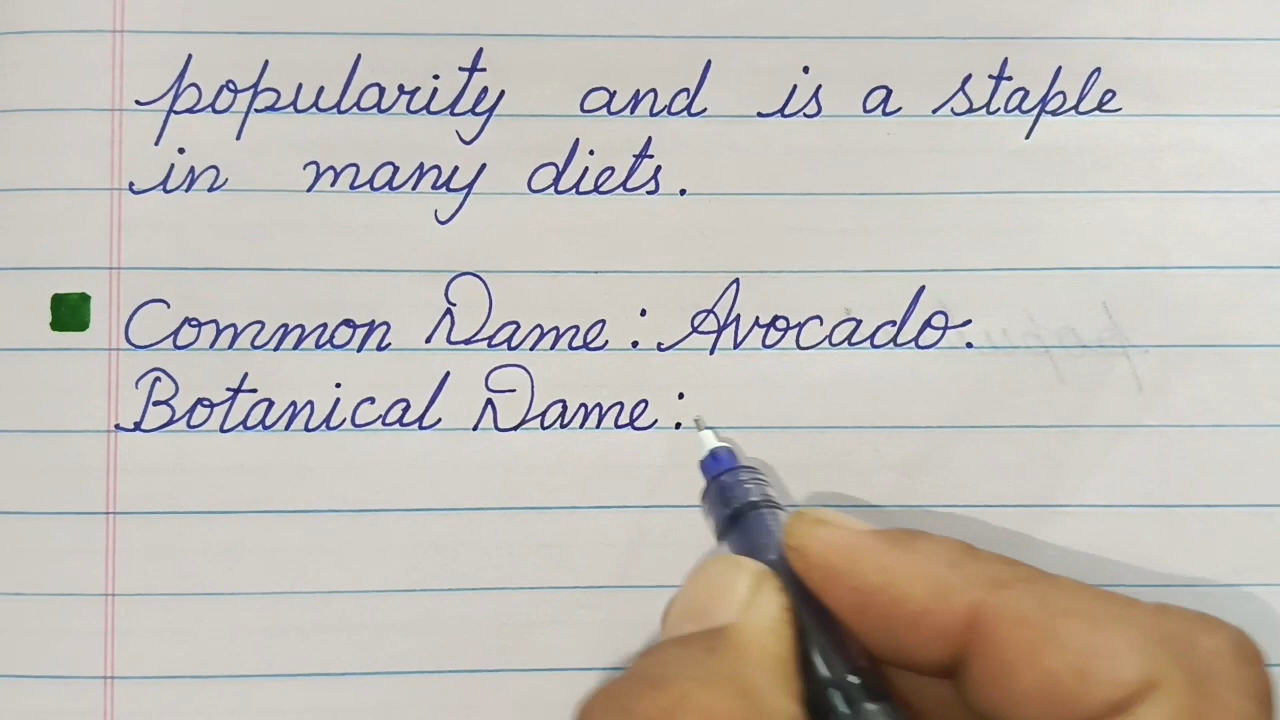 popularity and is a staple
in many diets.
Common Name: Avocado.
Botanical Name: